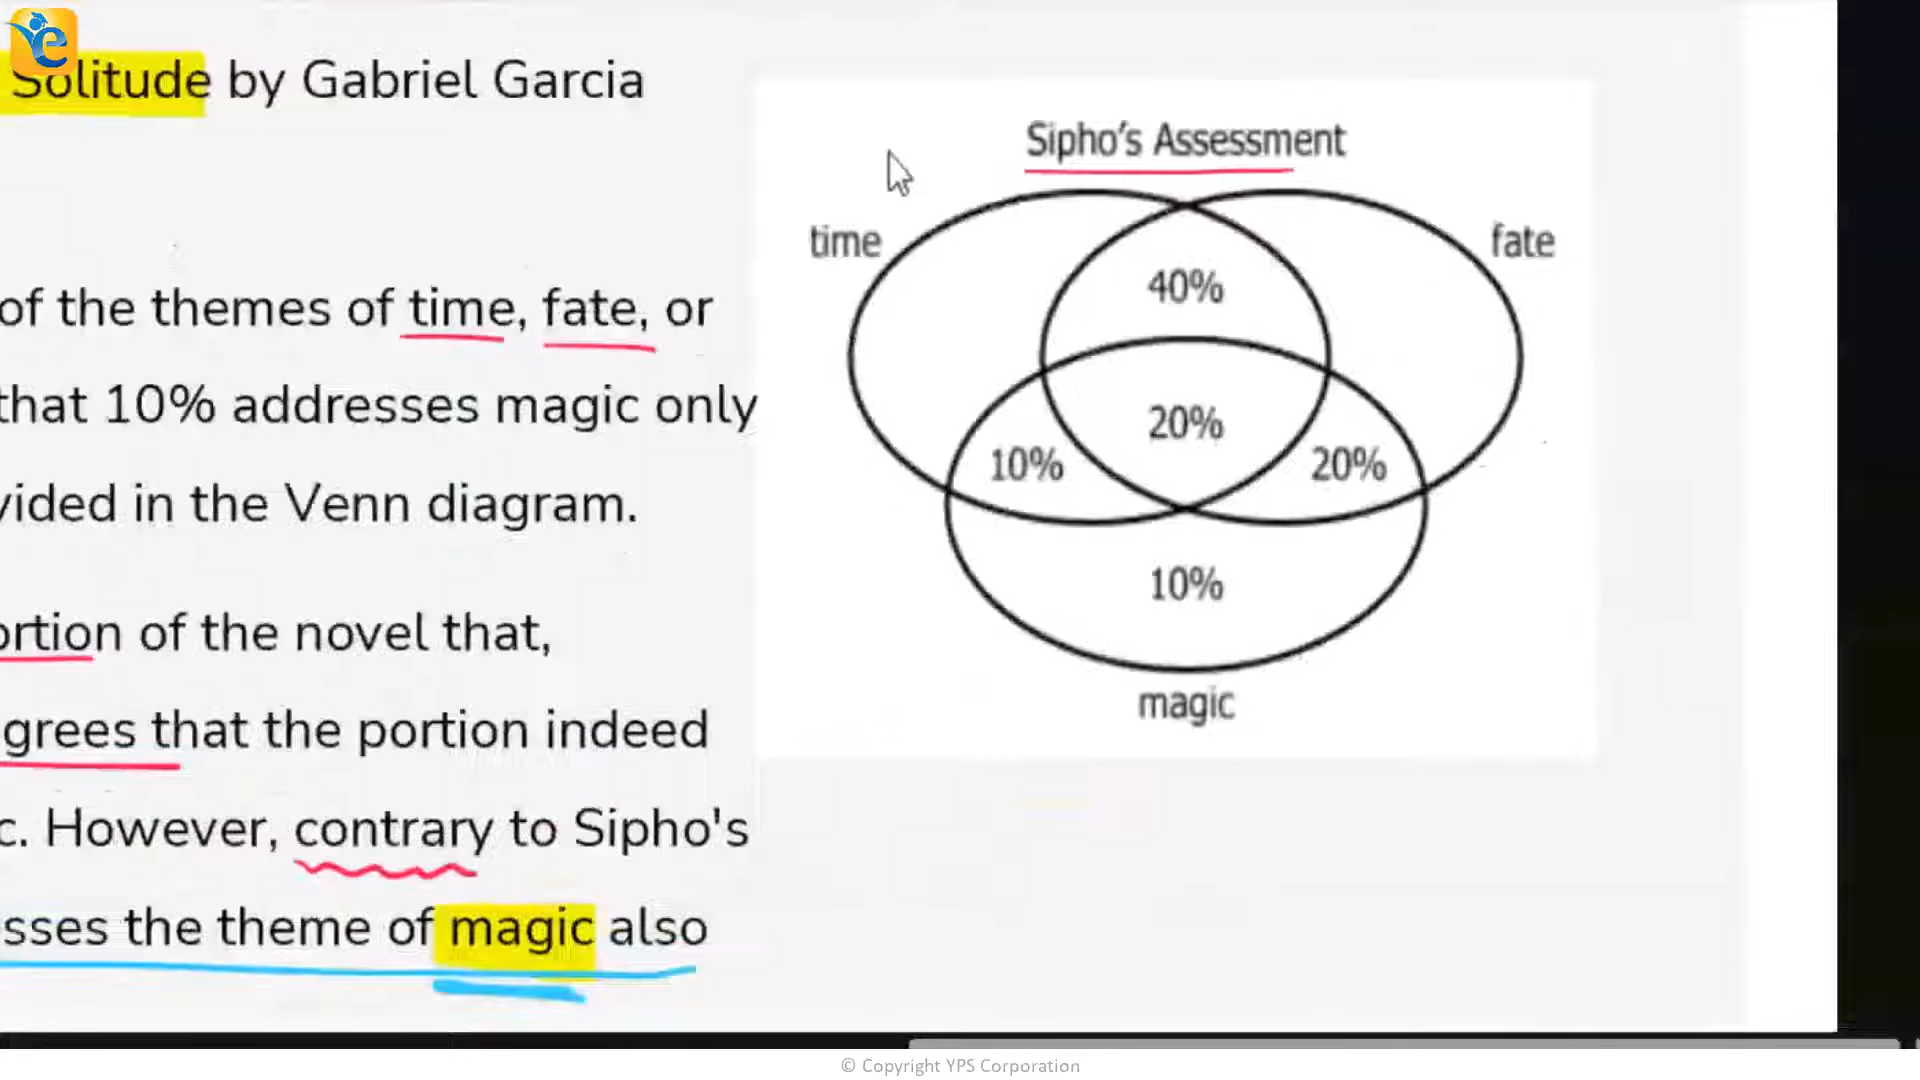 Solitude by Gabriel Garcia
of the themes of time, fate, or
that 10% addresses magic only
vided in the Venn diagram.
ortion of the novel that,
grees that the portion indeed
c. However, contrary to Sipho's
sses the theme of magic also
Sipho's Assessment
time
fate
40%
20%
10%
20%
10%
magic
© Copyright YPS Corporation